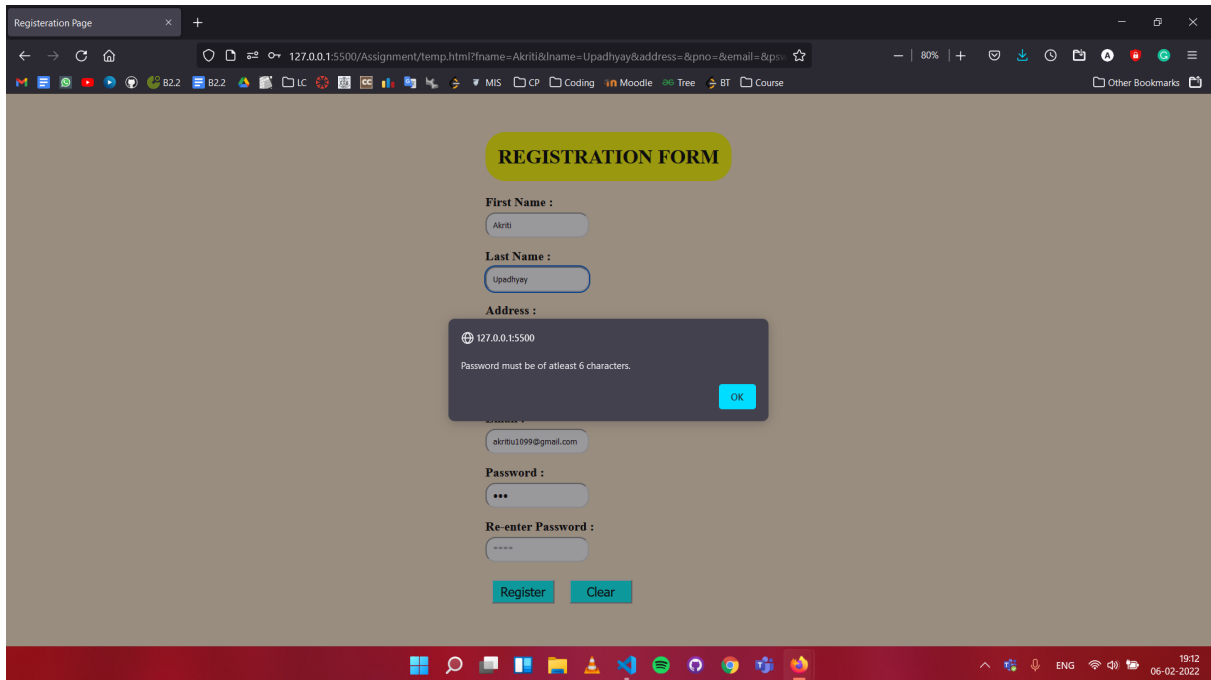 Registeration Page
127.0.0.1:5500/Assignment/temp.html?fname=Akriti&lname=Upadhyay&address=&pno=&email=&psw
80%
B2.2 B2.2 LC CC MIS CP Coding Moodle Tree BT Course Other Bookmarks
REGISTRATION FORM
First Name :
Akriti
Last Name :
Upadhyay
Address :
127.0.0.1:5500
Password must be of atleast 6 characters.
OK
akritiu1099@gmail.com
Password :
Re-enter Password :
****
Register Clear
ENG 19:12
06-02-2022